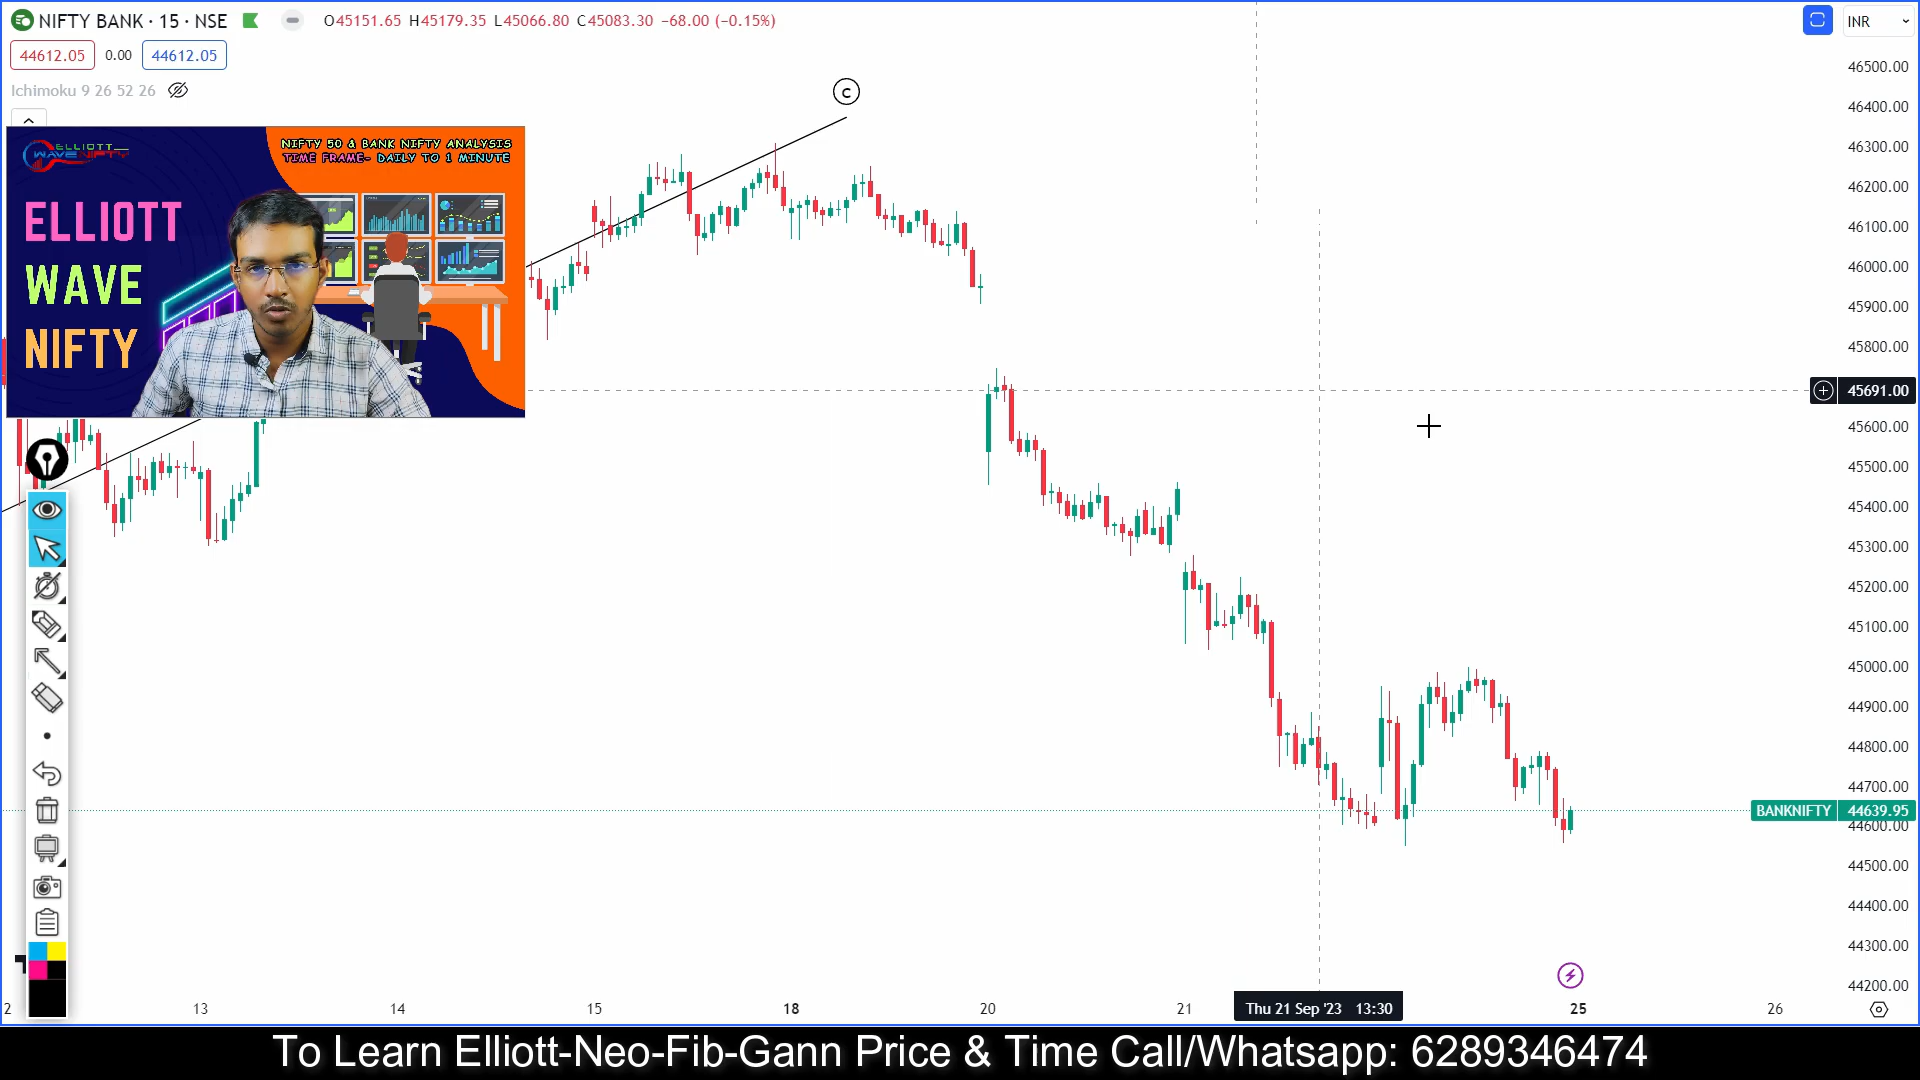 NIFTY BANK · 15 · NSE
O45151.65 H45179.35 L45066.80 C45083.30 −68.00 (−0.15%)
INR
44612.05 0.00 44612.05
Ichimoku 9 26 52 26
ELLIOTT
WAVE NIFTY
NIFTY 50 & BANK NIFTY ANALYSIS
TIME FRAME- DAILY TO 1 MINUTE
ELLIOTT
WAVE
NIFTY
c
46500.00
46400.00
46300.00
46200.00
46100.00
46000.00
45900.00
45800.00
45691.00
45600.00
45500.00
45400.00
45300.00
45200.00
45100.00
45000.00
44900.00
44800.00
44700.00
BANKNIFTY 44639.95
44600.00
44500.00
44400.00
44300.00
44200.00
2 13 14 15 18 20 21 Thu 21 Sep '23 13:30 25 26
To Learn Elliott-Neo-Fib-Gann Price & Time Call/Whatsapp: 6289346474